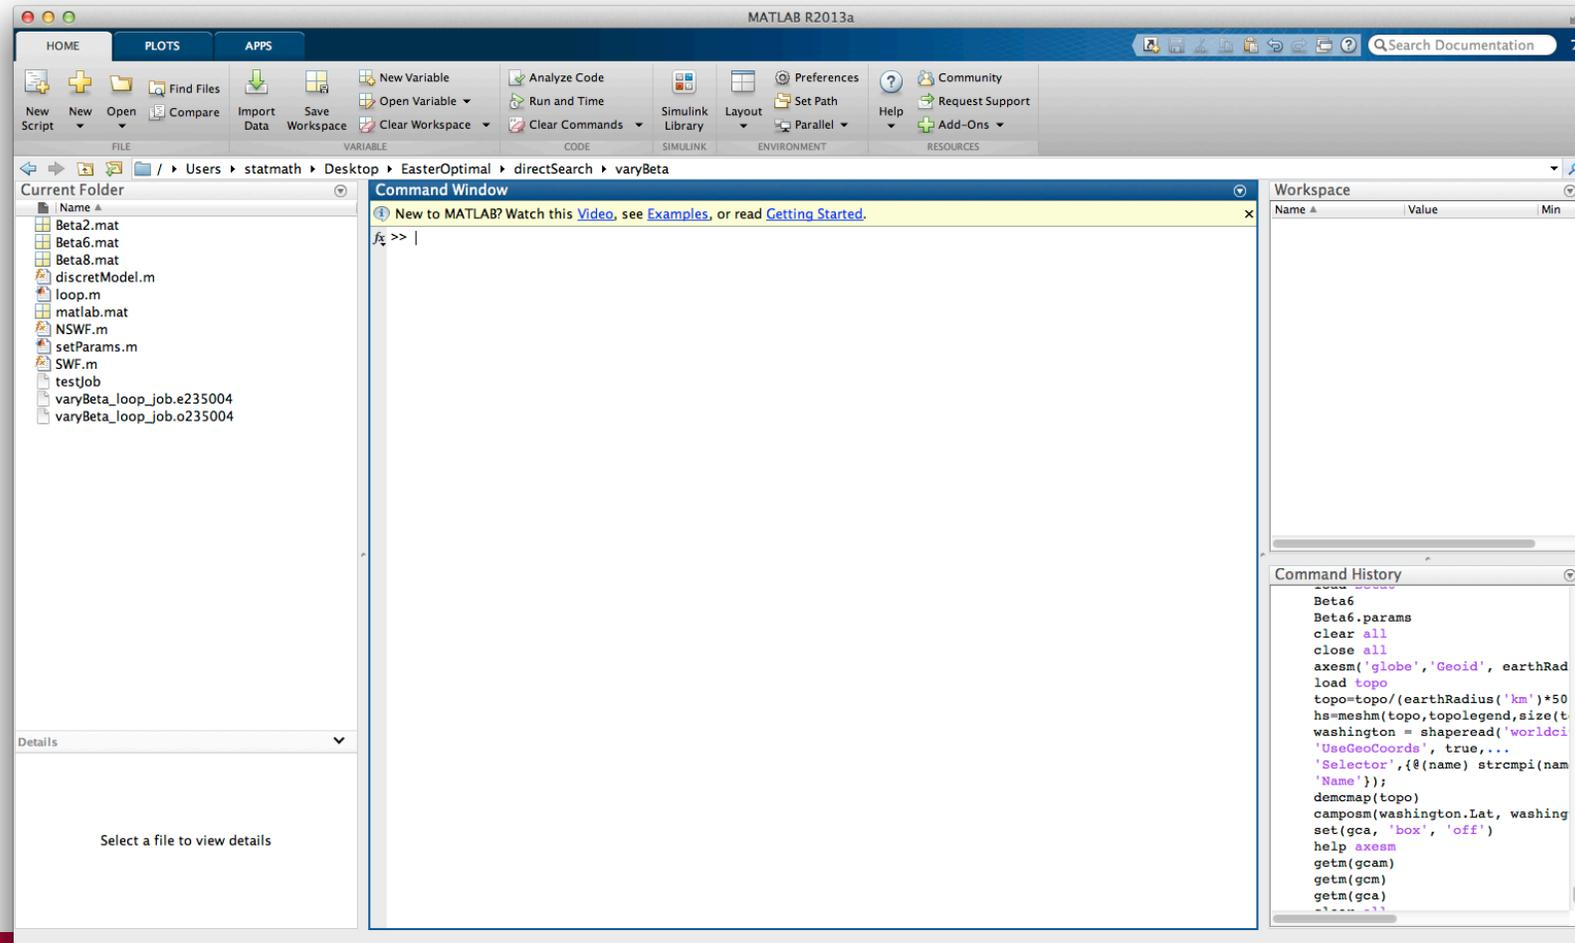 MATLAB R2013a
HOME PLOTS APPS
Search Documentation
New Script
New
Open
Find Files
Compare
FILE
Import Data
Save Workspace
New Variable
Open Variable
Clear Workspace
VARIABLE
Analyze Code
Run and Time
Clear Commands
CODE
Simulink Library
SIMULINK
Layout
Preferences
Set Path
Parallel
ENVIRONMENT
Help
Community
Request Support
Add-Ons
RESOURCES
/ Users statmath Desktop EasterOptimal directSearch varyBeta
Current Folder
Name
Beta2.mat
Beta6.mat
Beta8.mat
discretModel.m
loop.m
matlab.mat
NSWF.m
setParams.m
SWF.m
testJob
varyBeta_loop_job.e235004
varyBeta_loop_job.o235004
Details
Select a file to view details
Command Window
New to MATLAB? Watch this Video, see Examples, or read Getting Started.
fx >>
Workspace
Name Value Min
Command History
Beta6
Beta6.params
clear all
close all
axesm('globe','Geoid', earthRad
load topo
topo=topo/(earthRadius('km')*50
hs=meshm(topo,topolegend,size(t
washington = shaperead('worldci
'UseGeoCoords', true,...
'Selector',{@(name) strcmpi(nam
'Name'});
demcmap(topo)
camposm(washington.Lat, washing
set(gca, 'box', 'off')
help axesm
getm(gcam)
getm(gcm)
getm(gca)